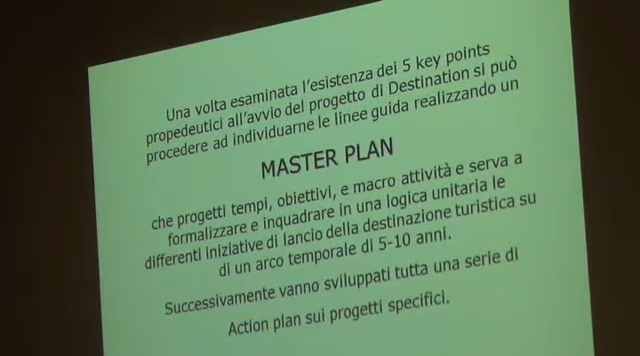 Una volta esaminata l'esistenza dei 5 key points
propedeutici all'avvio del progetto di Destination si può
procedere ad individuarne le linee guida realizzando un
MASTER PLAN
che progetti tempi, obiettivi, e macro attività e serva a
formalizzare e inquadrare in una logica unitaria le
differenti iniziative di lancio della destinazione turistica su
di un arco temporale di 5-10 anni.
Successivamente vanno sviluppati tutta una serie di
Action plan sui progetti specifici.